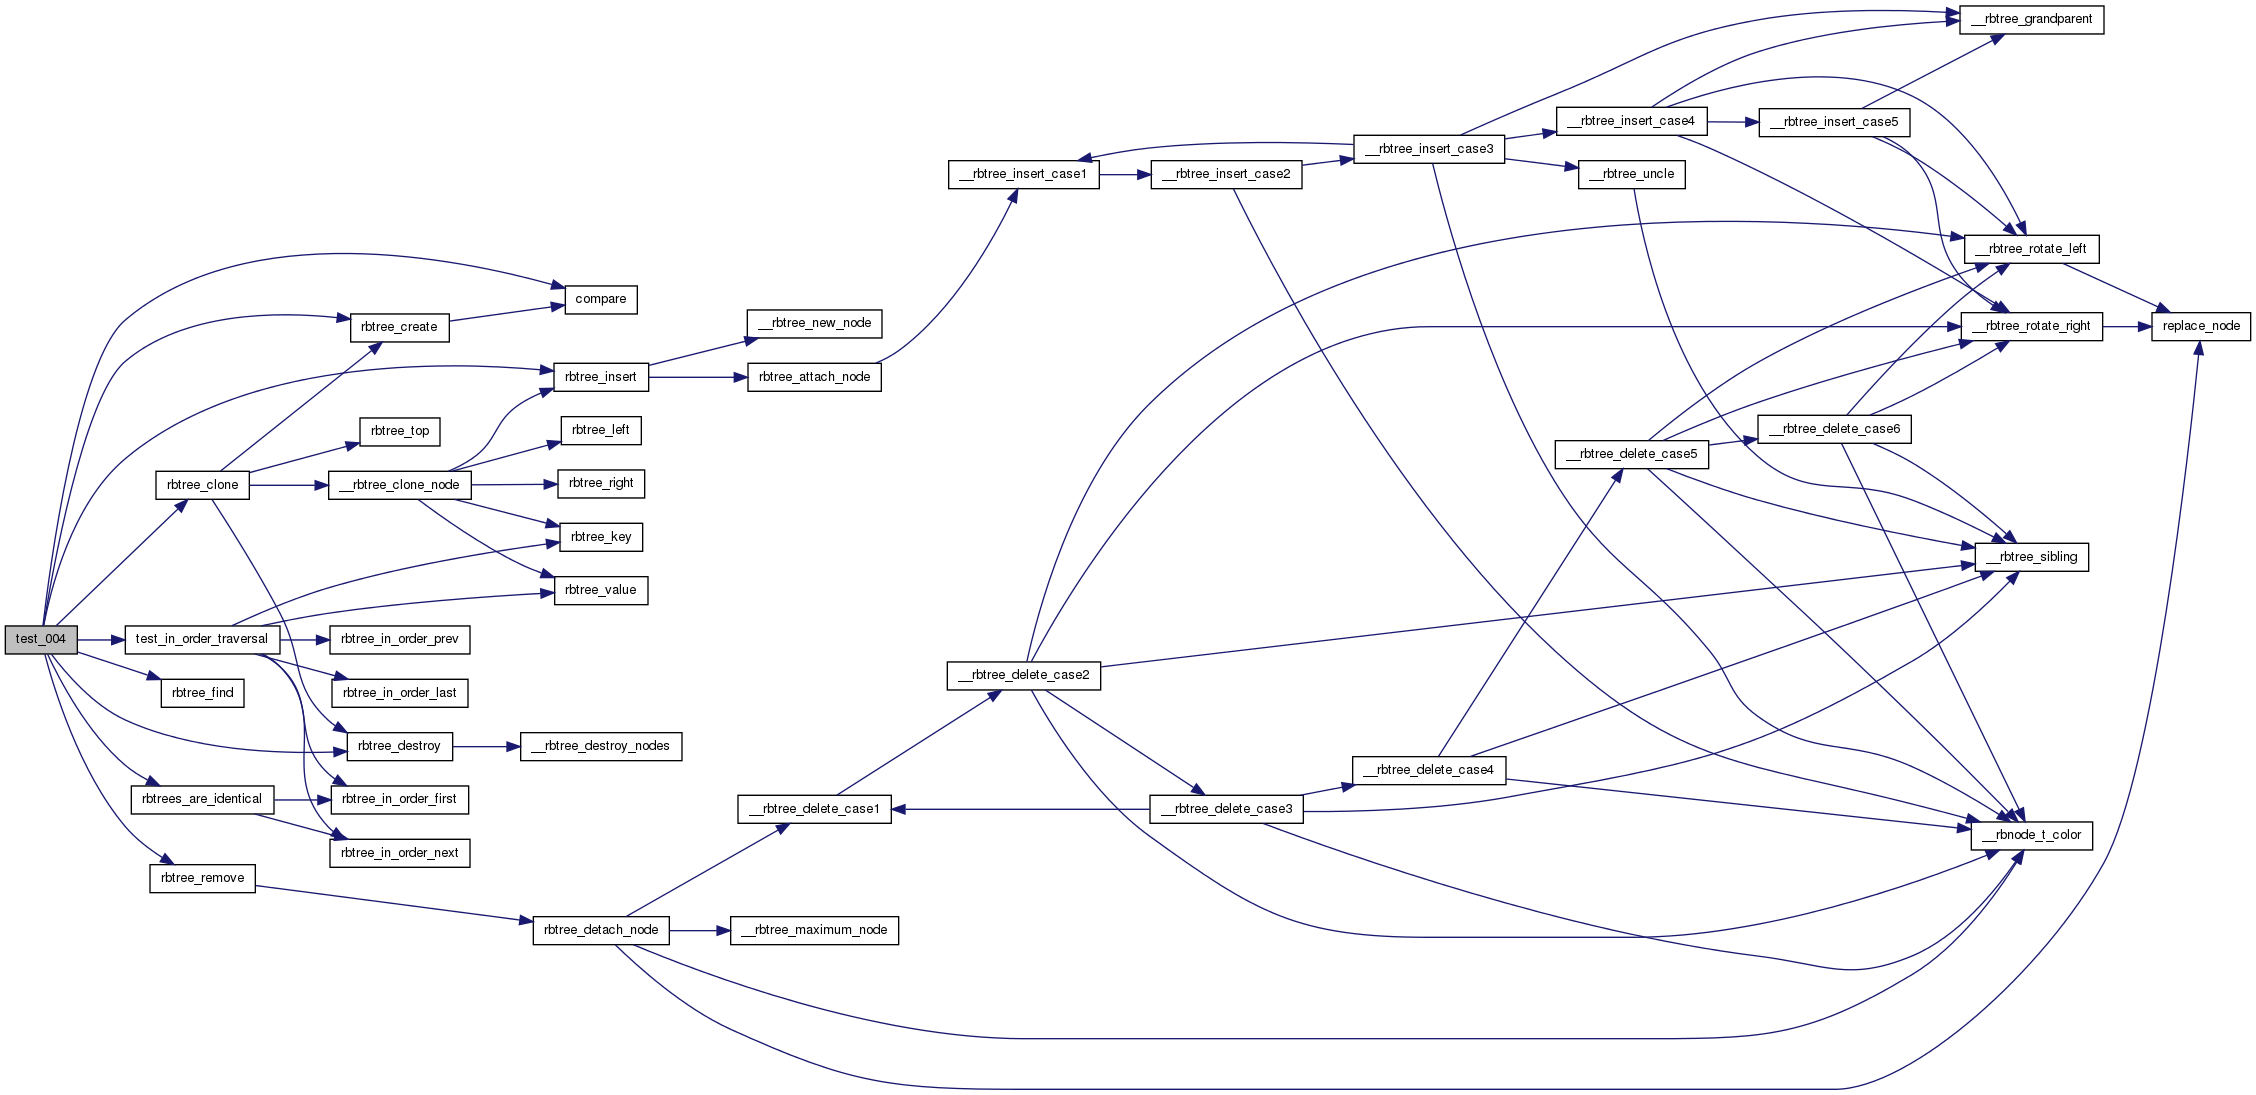 __rbtree_grandparent
__rbtree_insert_case4
__rbtree_insert_case5
__rbtree_insert_case3
__rbtree_insert_case1
__rbtree_insert_case2
__rbtree_uncle
__rbtree_rotate_left
compare
rbtree_create
__rbtree_new_node
__rbtree_rotate_right
replace_node
rbtree_insert
rbtree_attach_node
rbtree_top
rbtree_left
__rbtree_delete_case6
__rbtree_delete_case5
rbtree_clone
__rbtree_clone_node
rbtree_right
rbtree_key
__rbtree_sibling
rbtree_value
test_004
test_in_order_traversal
rbtree_in_order_prev
__rbtree_delete_case2
rbtree_find
rbtree_in_order_last
rbtree_destroy
__rbtree_destroy_nodes
__rbtree_delete_case4
rbtrees_are_identical
rbtree_in_order_first
__rbtree_delete_case1
__rbtree_delete_case3
__rbnode_t_color
rbtree_in_order_next
rbtree_remove
rbtree_detach_node
__rbtree_maximum_node